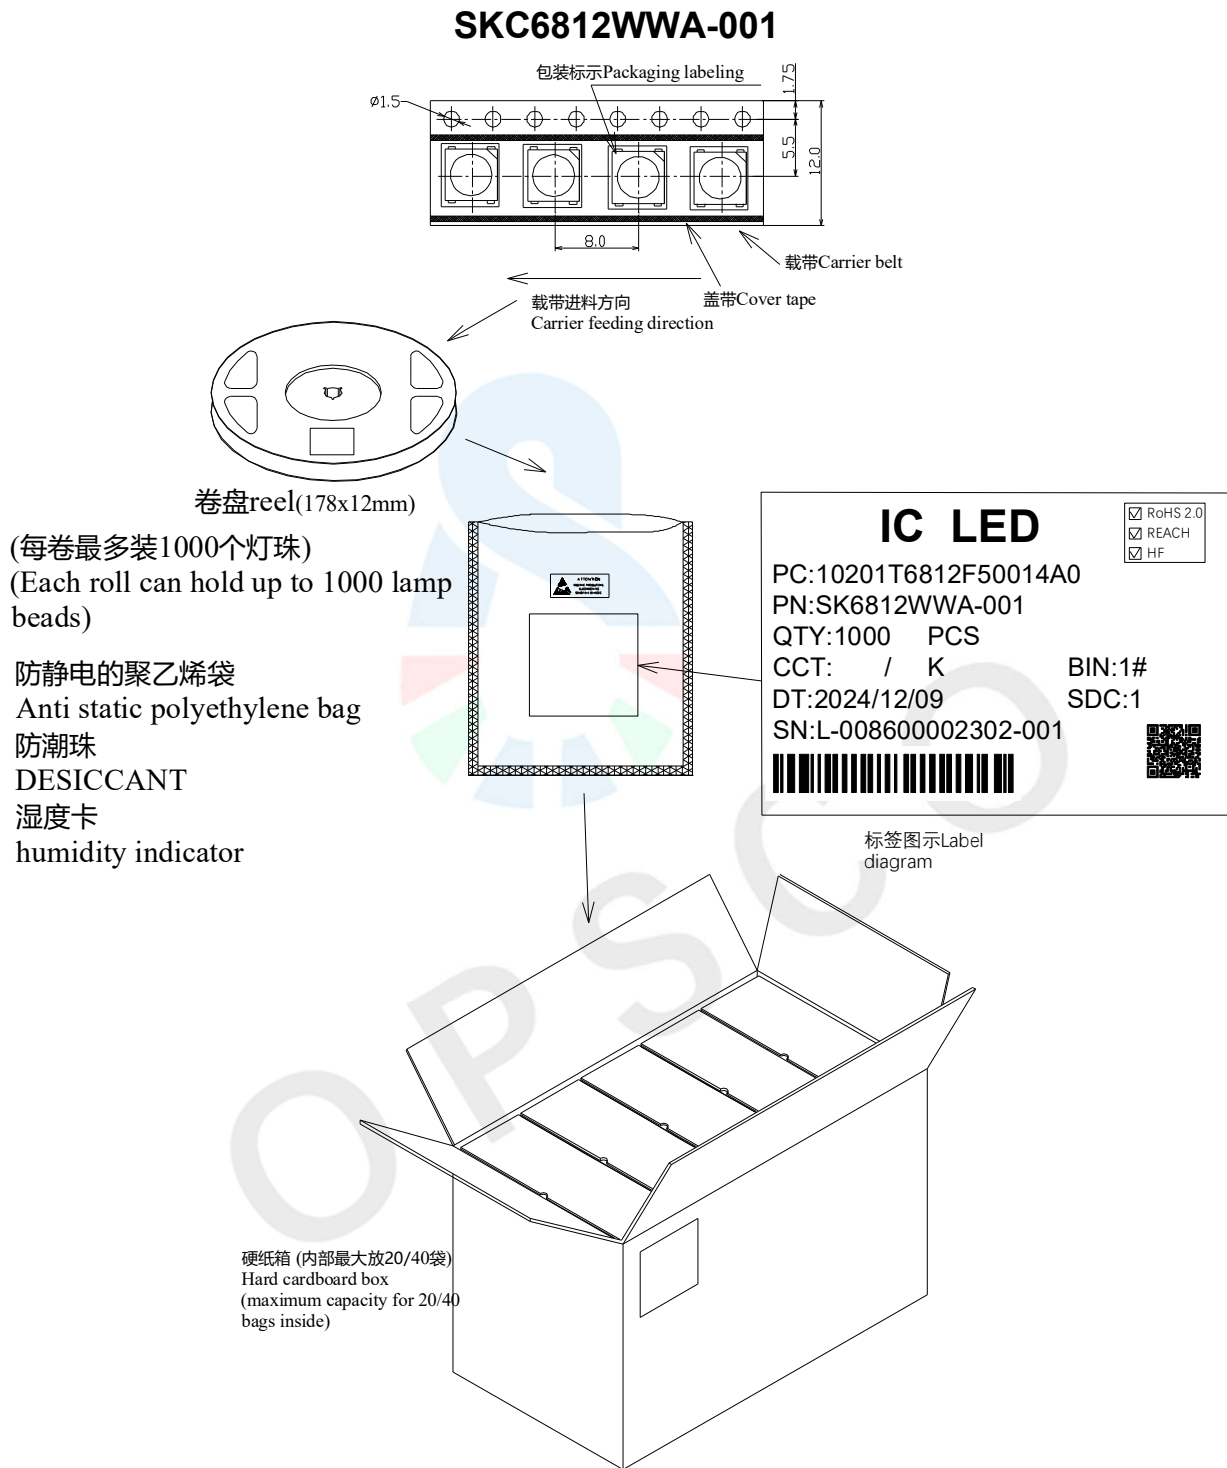 SKC6812WWA-001
包装标示Packaging labeling
ø1.5
1.75
5.5
12.0
8.0
载带Carrier belt
盖带Cover tape
载带进料方向
Carrier feeding direction
卷盘reel(178x12mm)
(每卷最多装1000个灯珠)
(Each roll can hold up to 1000 lamp
beads)
防静电的聚乙烯袋
Anti static polyethylene bag
防潮珠
DESICCANT
湿度卡
humidity indicator
ATTENTION
IC LED
☑ RoHS 2.0
☑ REACH
☑ HF
PC:10201T6812F50014A0
PN:SK6812WWA-001
QTY:1000 PCS
CCT: / K BIN:1#
DT:2024/12/09 SDC:1
SN:L-008600002302-001
标签图示Label
diagram
硬纸箱 (内部最大放20/40袋)
Hard cardboard box
(maximum capacity for 20/40
bags inside)
OPSCO